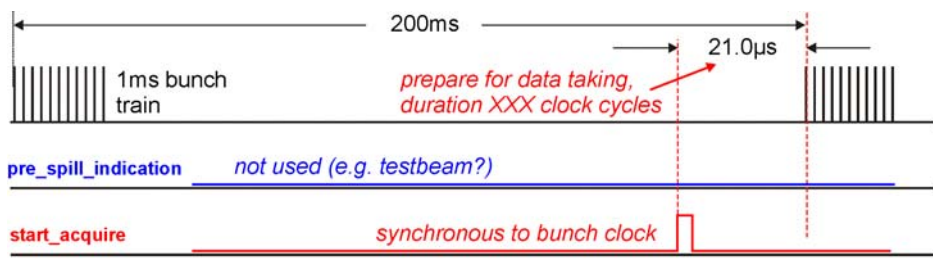 200ms
21.0µs
1ms bunch
train
prepare for data taking,
duration XXX clock cycles
pre_spill_indication
not used (e.g. testbeam?)
start_acquire
synchronous to bunch clock